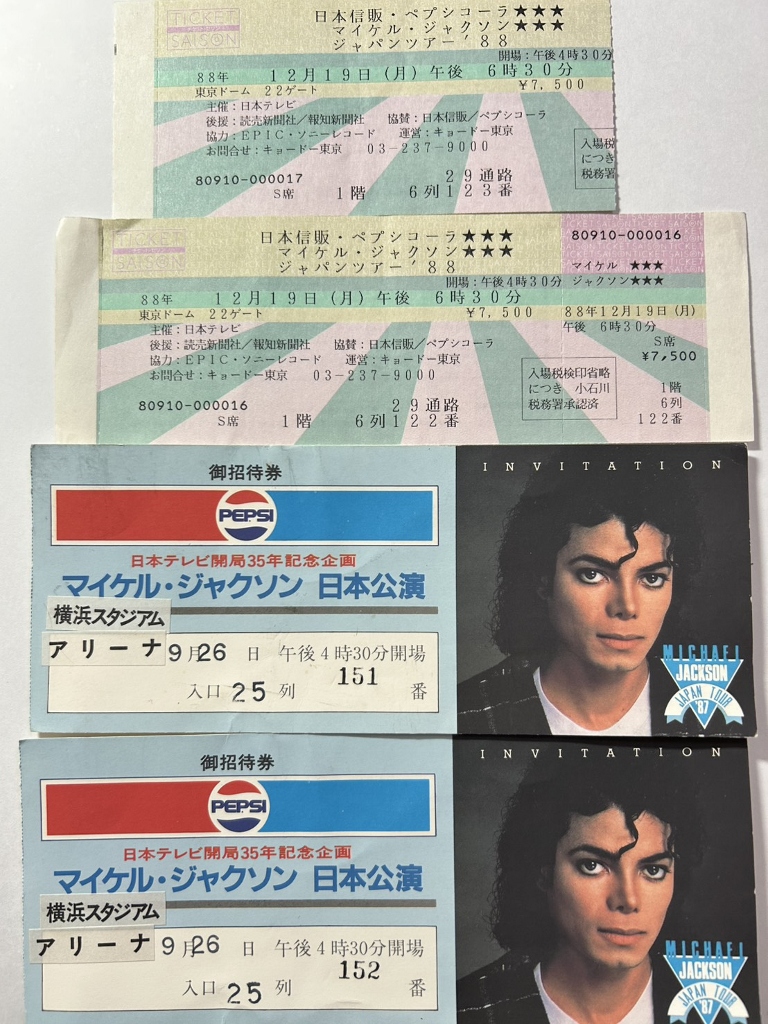 TICKET
SAISON
日本信販・ペプシコーラ★★★
マイケル・ジャクソン★★★
ジャパンツアー'88
開場:午後4時30分
88年 12月19日(月)午後 6時30分
東京ドーム 22ゲート ¥7,500
主催:日本テレビ
後援:読売新聞社/報知新聞社 協賛:日本信販/ペプシコーラ
協力:EPIC・ソニーレコード 運営:キョードー東京
お問合せ:キョードー東京 03-237-9000
入場税
につき
税務署
80910-000017 29通路
S席 1階 6列123番
TICKET
SAISON
日本信販・ペプシコーラ★★★
マイケル・ジャクソン★★★
ジャパンツアー'88
開場:午後4時30分
88年 12月19日(月)午後 6時30分
東京ドーム 22ゲート ¥7,500
主催:日本テレビ
後援:読売新聞社/報知新聞社 協賛:日本信販/ペプシコーラ
協力:EPIC・ソニーレコード 運営:キョードー東京
お問合せ:キョードー東京 03-237-9000
入場税検印省略
につき 小石川
税務署承認済
80910-000016 29通路
S席 1階 6列122番
80910-000016
マイケル ★★★
ジャクソン★★★
88年12月19日(月)
午後 6時30分
S席
¥7,500
1階
6列
122番
御招待券
PEPSI
日本テレビ開局35年記念企画
マイケル・ジャクソン 日本公演
横浜スタジアム
アリーナ 9月26日 午後4時30分開場
入口 25 列 151 番
INVITATION
MICHAEL
JACKSON
JAPAN TOUR
'87
御招待券
PEPSI
日本テレビ開局35年記念企画
マイケル・ジャクソン 日本公演
横浜スタジアム
アリーナ 9月26日 午後4時30分開場
入口 25 列 152 番
INVITATION
MICHAEL
JACKSON
JAPAN TOUR
'87